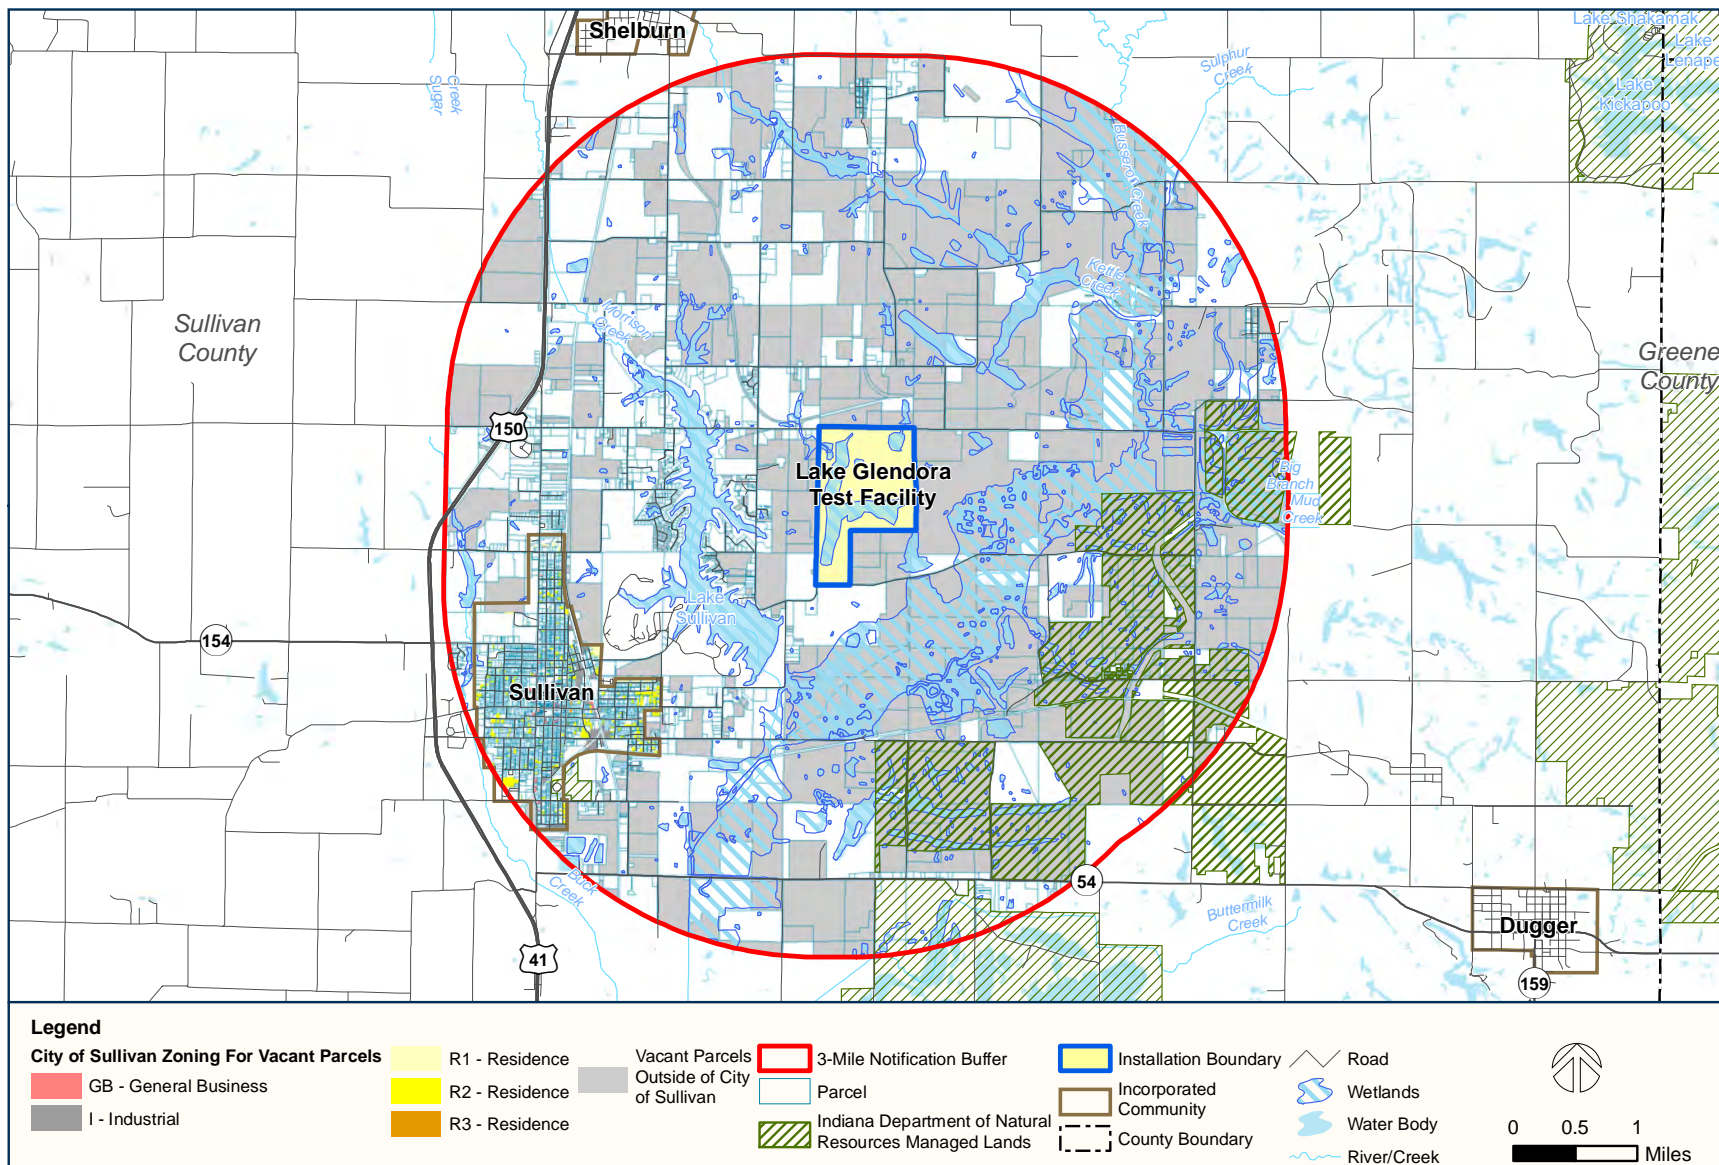 Shelburn
Lake Shakamak
Lake
Lenape
Lake
Kickapoo
Sugar
Creek
Sulphur
Creek
Busseron Creek
Kettle
Creek
Morrison
Creek
Sullivan
County
Greene
County
150
Lake Glendora
Test Facility
Big
Branch
Mud
Creek
Lake
Sullivan
154
Sullivan
Buck
Creek
54
Buttermilk
Creek
Dugger
41
159
Legend
City of Sullivan Zoning For Vacant Parcels
GB - General Business
I - Industrial
R1 - Residence
R2 - Residence
R3 - Residence
Vacant Parcels
Outside of City
of Sullivan
3-Mile Notification Buffer
Parcel
Indiana Department of Natural
Resources Managed Lands
Installation Boundary
Incorporated
Community
County Boundary
Road
Wetlands
Water Body
River/Creek
0 0.5 1
Miles